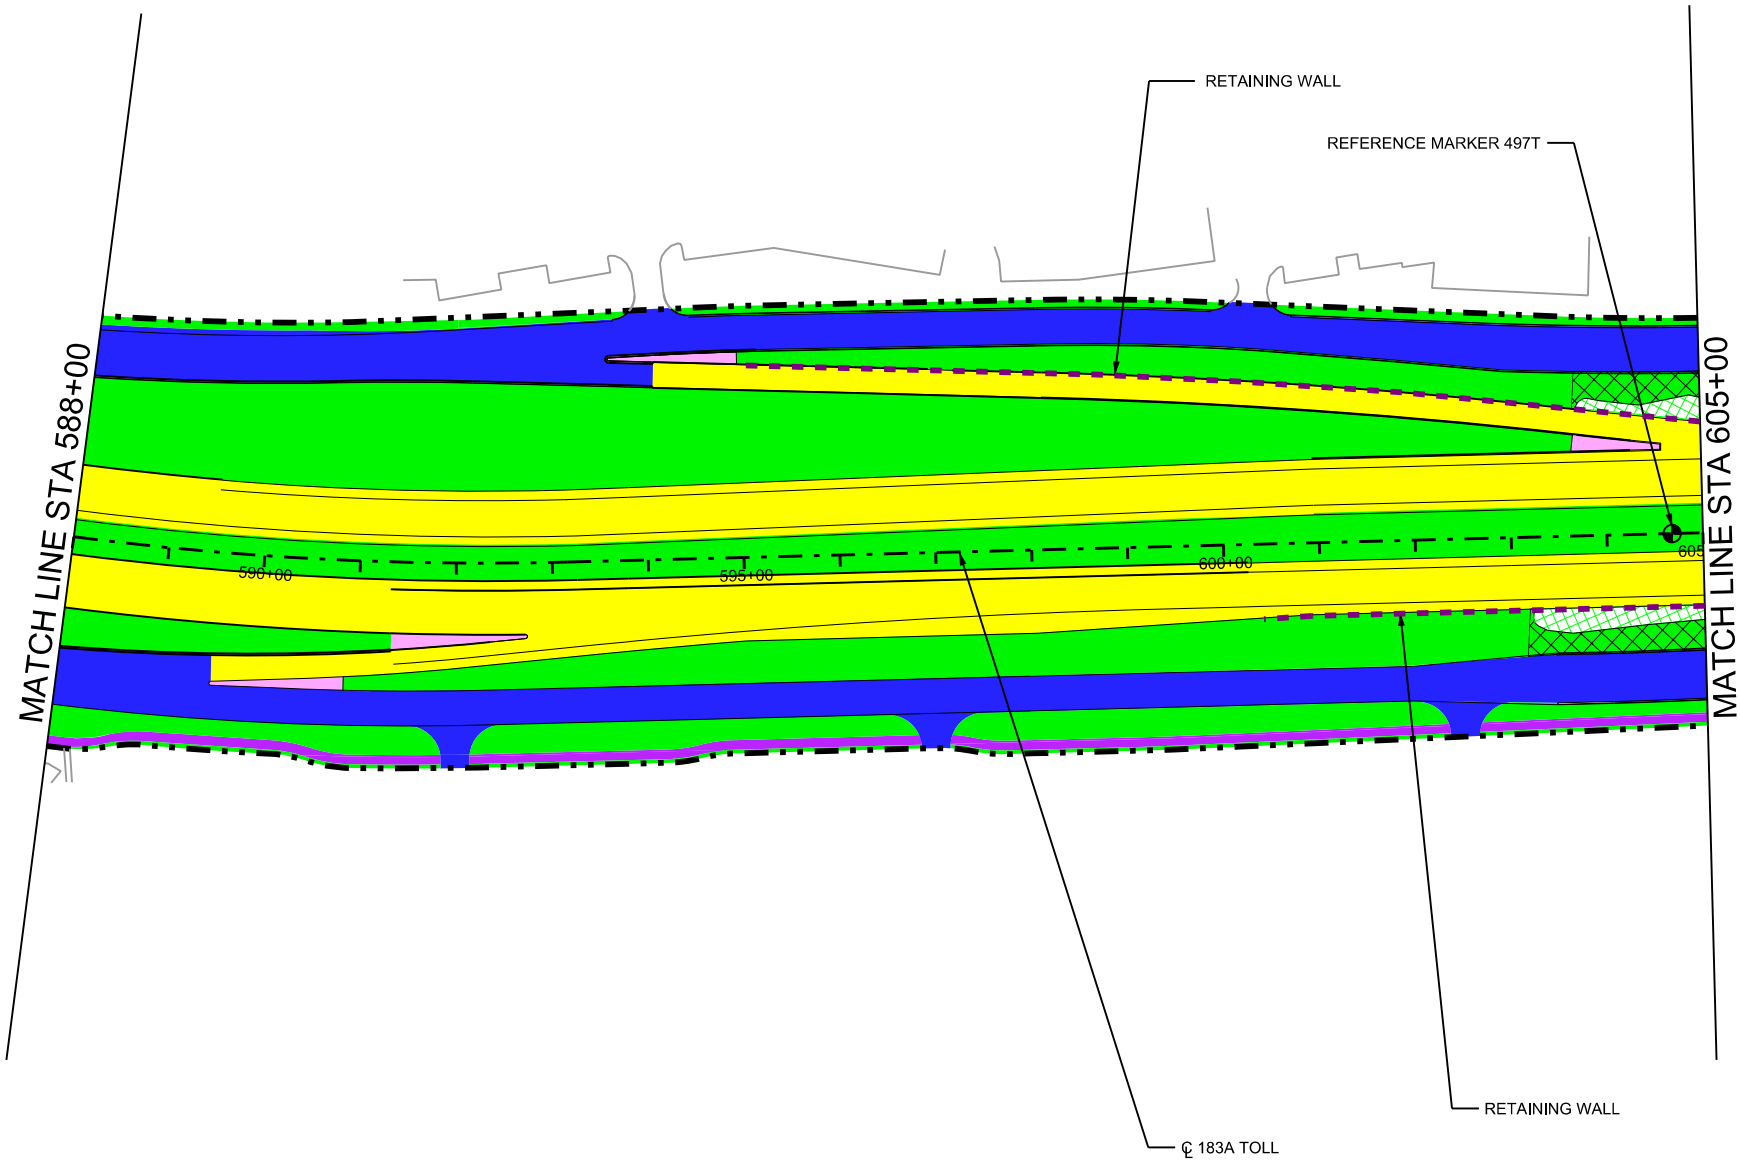 RETAINING WALL
REFERENCE MARKER 497T
MATCH LINE STA 588+00
MATCH LINE STA 605+00
590+00
595+00
600+00
605
RETAINING WALL
℄ 183A TOLL